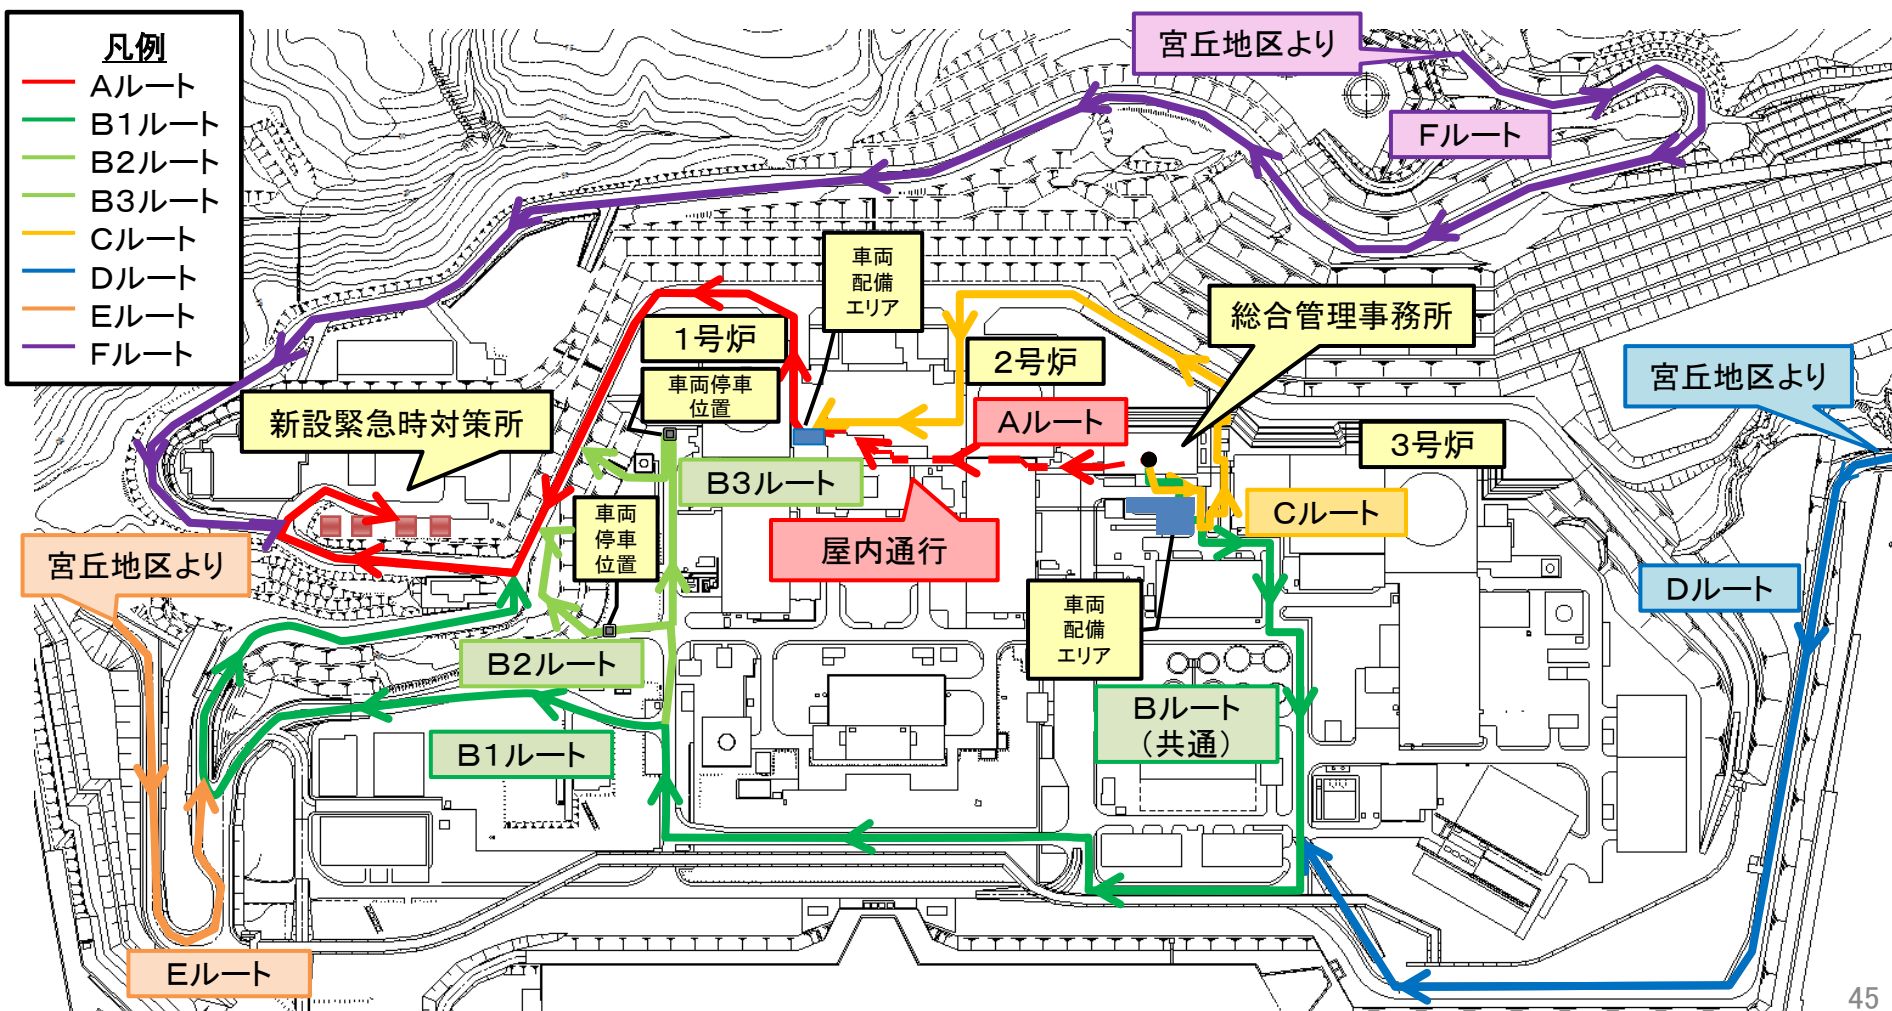 凡例
Aルート
B1ルート
B2ルート
B3ルート
Cルート
Dルート
Eルート
Fルート
宮丘地区より
Fルート
車両
配備
エリア
総合管理事務所
1号炉
2号炉
車両停車
位置
宮丘地区より
新設緊急時対策所
Aルート
3号炉
B3ルート
Cルート
車両
停車
位置
屋内通行
宮丘地区より
Dルート
車両
配備
エリア
B2ルート
Bルート
(共通)
B1ルート
Eルート
45